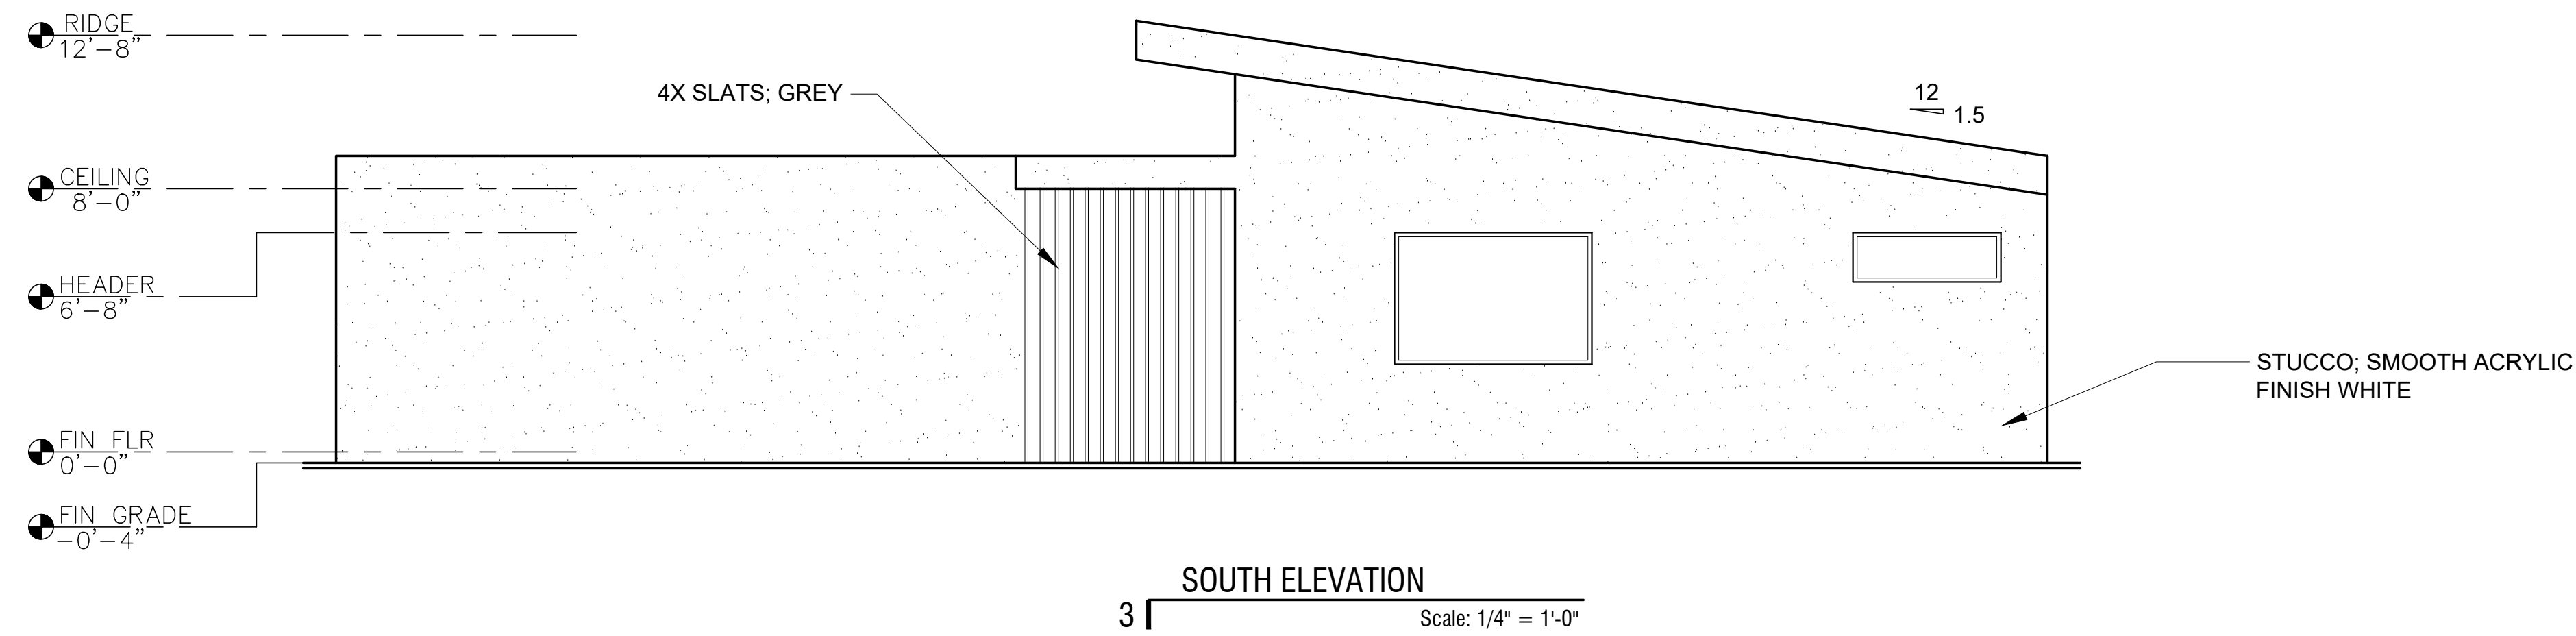 RIDGE
12'-8"
4X SLATS; GREY
12
1.5
CEILING
8'-0"
HEADER
6'-8"
STUCCO; SMOOTH ACRYLIC
FINISH WHITE
FIN FLR
0'-0"
FIN GRADE
-0'-4"
SOUTH ELEVATION
3
Scale: 1/4" = 1'-0"